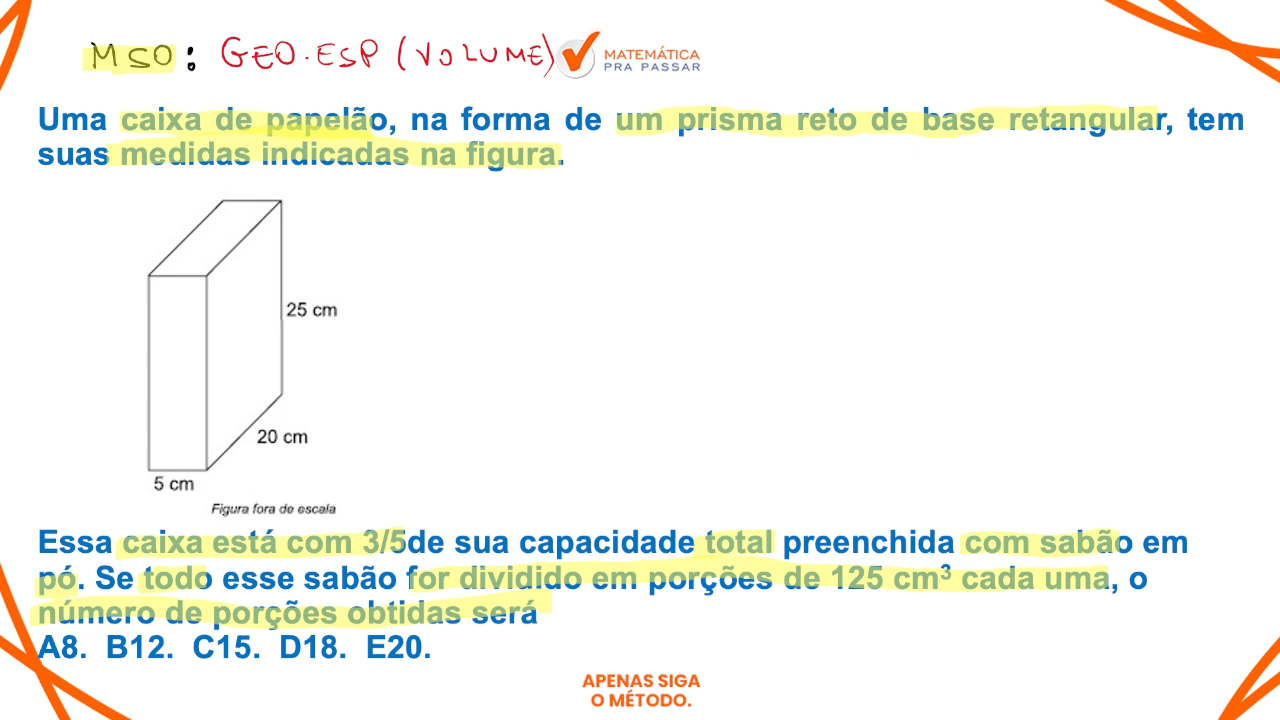 MSO: GEO.ESP (VOLUME)
MATEMÁTICA
PRA PASSAR
Uma caixa de papelão, na forma de um prisma reto de base retangular, tem
suas medidas indicadas na figura.
25 cm
20 cm
5 cm
Figura fora de escala
Essa caixa está com 3/5de sua capacidade total preenchida com sabão em
pó. Se todo esse sabão for dividido em porções de 125 cm³ cada uma, o
número de porções obtidas será
A8. B12. C15. D18. E20.
APENAS SIGA
O MÉTODO.